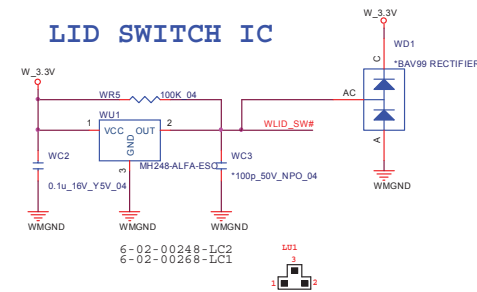 LID SWITCH IC
W_3.3V
WD1
*BAV99 RECTIFIER
C
AC
A
WMGND
W_3.3V
WR5 100K_04
WU1
1 VCC OUT 2
GND
3
MH248-ALFA-ESO
WLID_SW#
WC2
0.1u_16V_Y5V_04
WC3
*100p_50V_NPO_04
WMGND
WMGND
WMGND
6-02-00248-LC2
6-02-00268-LC1
LU1
3
1 2